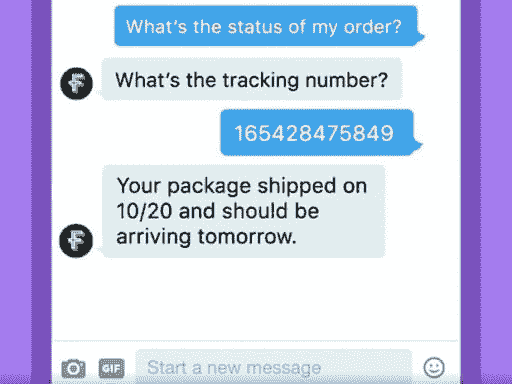 What's the status of my order?
What's the tracking number?
165428475849
Your package shipped on
10/20 and should be
arriving tomorrow.
GIF
Start a new message